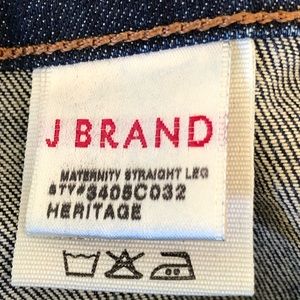 J BRAND
MATERNITY STRAIGHT LEG
STY#3405C032
HERITAGE